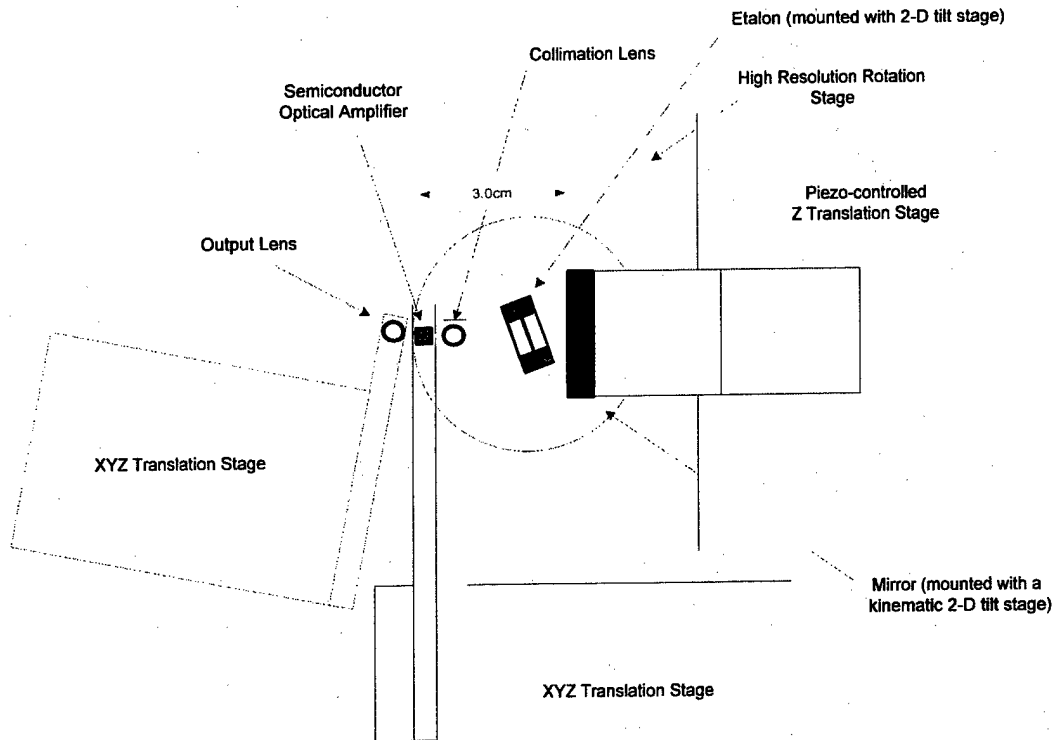 Etalon (mounted with 2-D tilt stage)
Collimation Lens
High Resolution Rotation
Stage
Semiconductor
Optical Amplifier
3.0cm
Piezo-controlled
Z Translation Stage
Output Lens
XYZ Translation Stage
Mirror (mounted with a
kinematic 2-D tilt stage)
XYZ Translation Stage